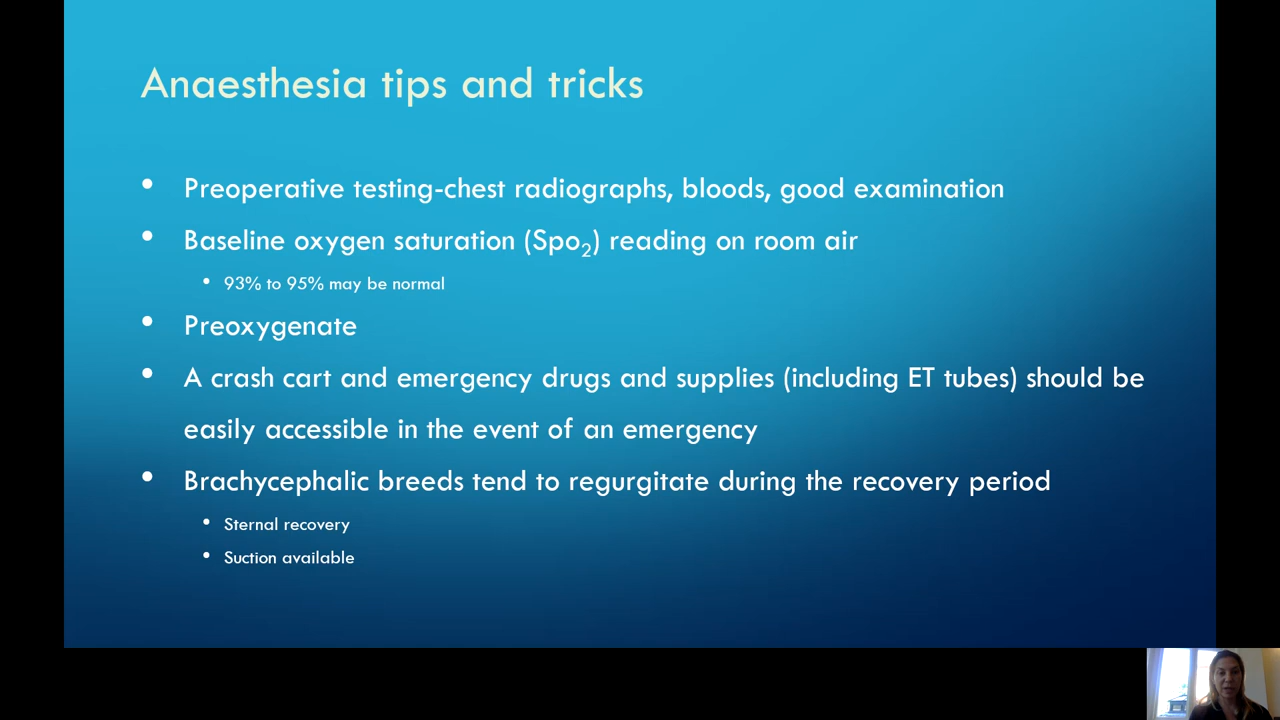 Anaesthesia tips and tricks
• Preoperative testing-chest radiographs, bloods, good examination
• Baseline oxygen saturation (Spo₂) reading on room air
• 93% to 95% may be normal
• Preoxygenate
• A crash cart and emergency drugs and supplies (including ET tubes) should be
easily accessible in the event of an emergency
• Brachycephalic breeds tend to regurgitate during the recovery period
• Sternal recovery
• Suction available